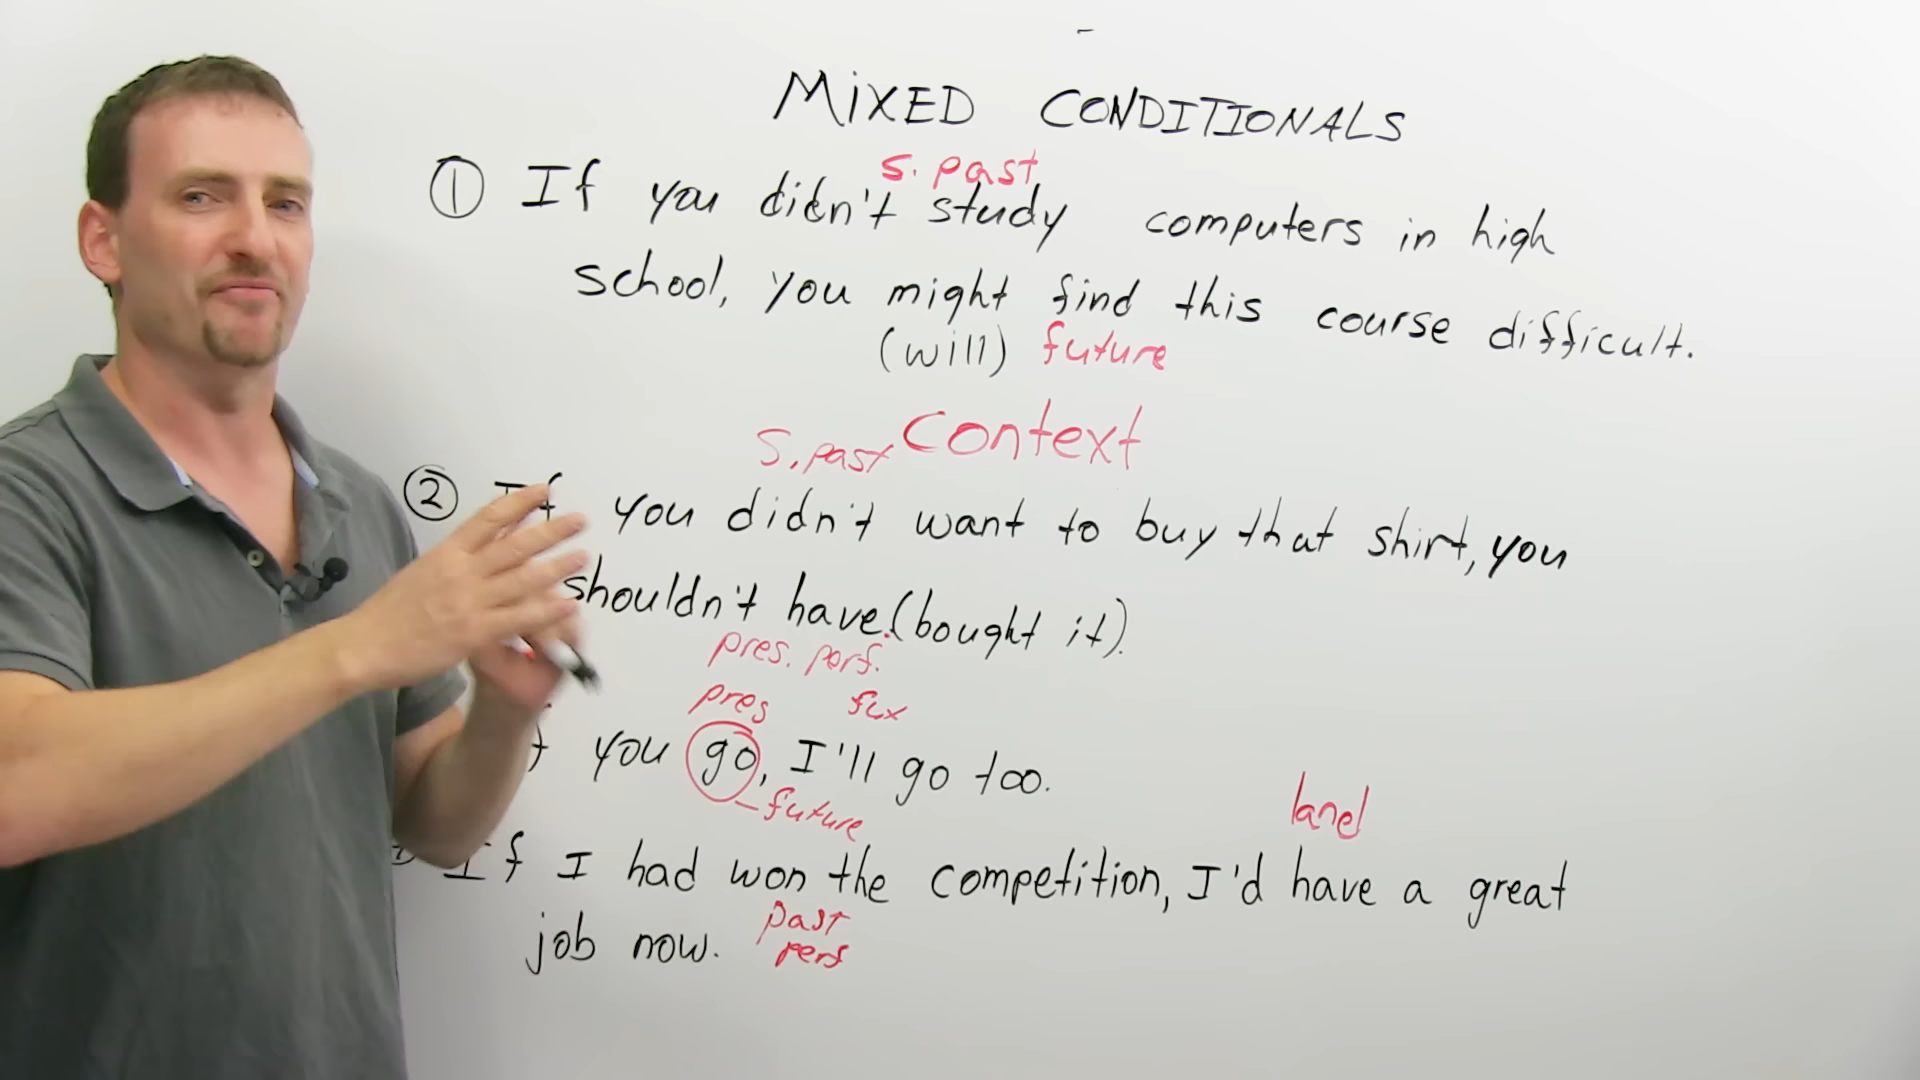 MiXED CONDITIONALS
s. past
① If you didn't study computers in high
school, you might find this course difficult.
(will) future
S. past Context
② If you didn't want to buy that shirt, you
shouldn't have. (bought it).
pres. perf.
pres fut
you go, I'll go too.
future
land
If I had won the competition, I'd have a great
job now.
past
perf